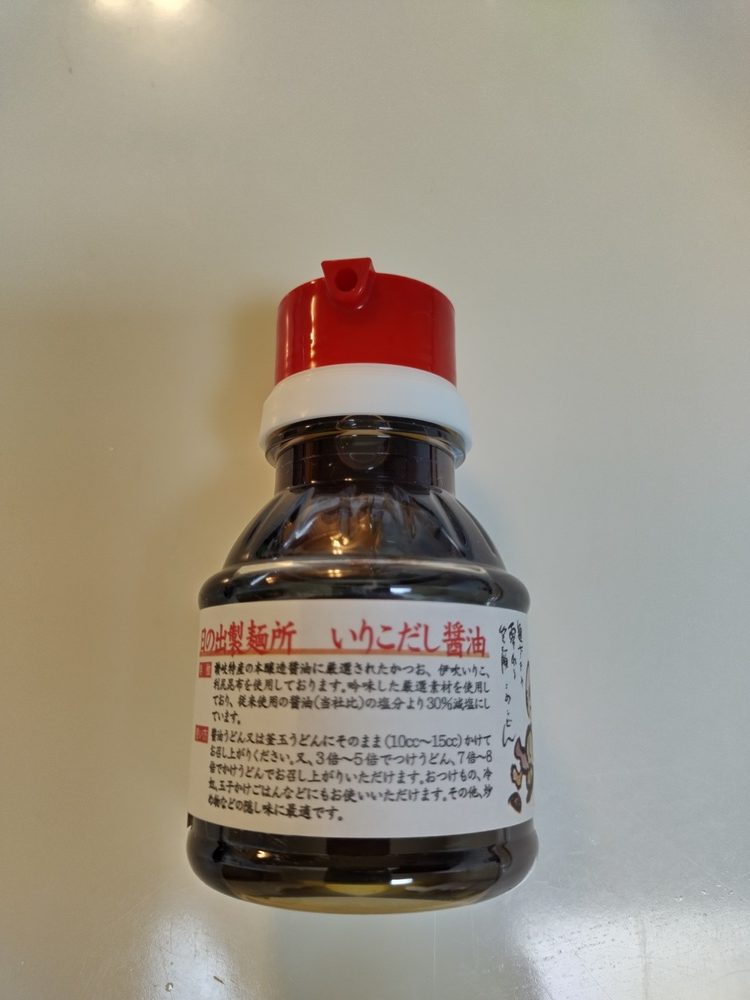 日の出製麺所 いりこだし醤油
讃岐特産の本醸造醤油に厳選されたかつお、伊吹いりこ、
利尻昆布を使用しております。吟味した厳選素材を使用し
ており、従来使用の醤油(当社比)の塩分より30%減塩にし
ています。
醤油うどん又は釜玉うどんにそのまま(10cc〜15cc)かけて
お召し上がりください。又、3倍〜5倍でつけうどん、7倍〜8
倍でかけうどんでお召し上がりいただけます。おつけもの、冷
奴、玉子かけごはんなどにもお使いいただけます。その他、炒
め物などの隠し味に最適です。